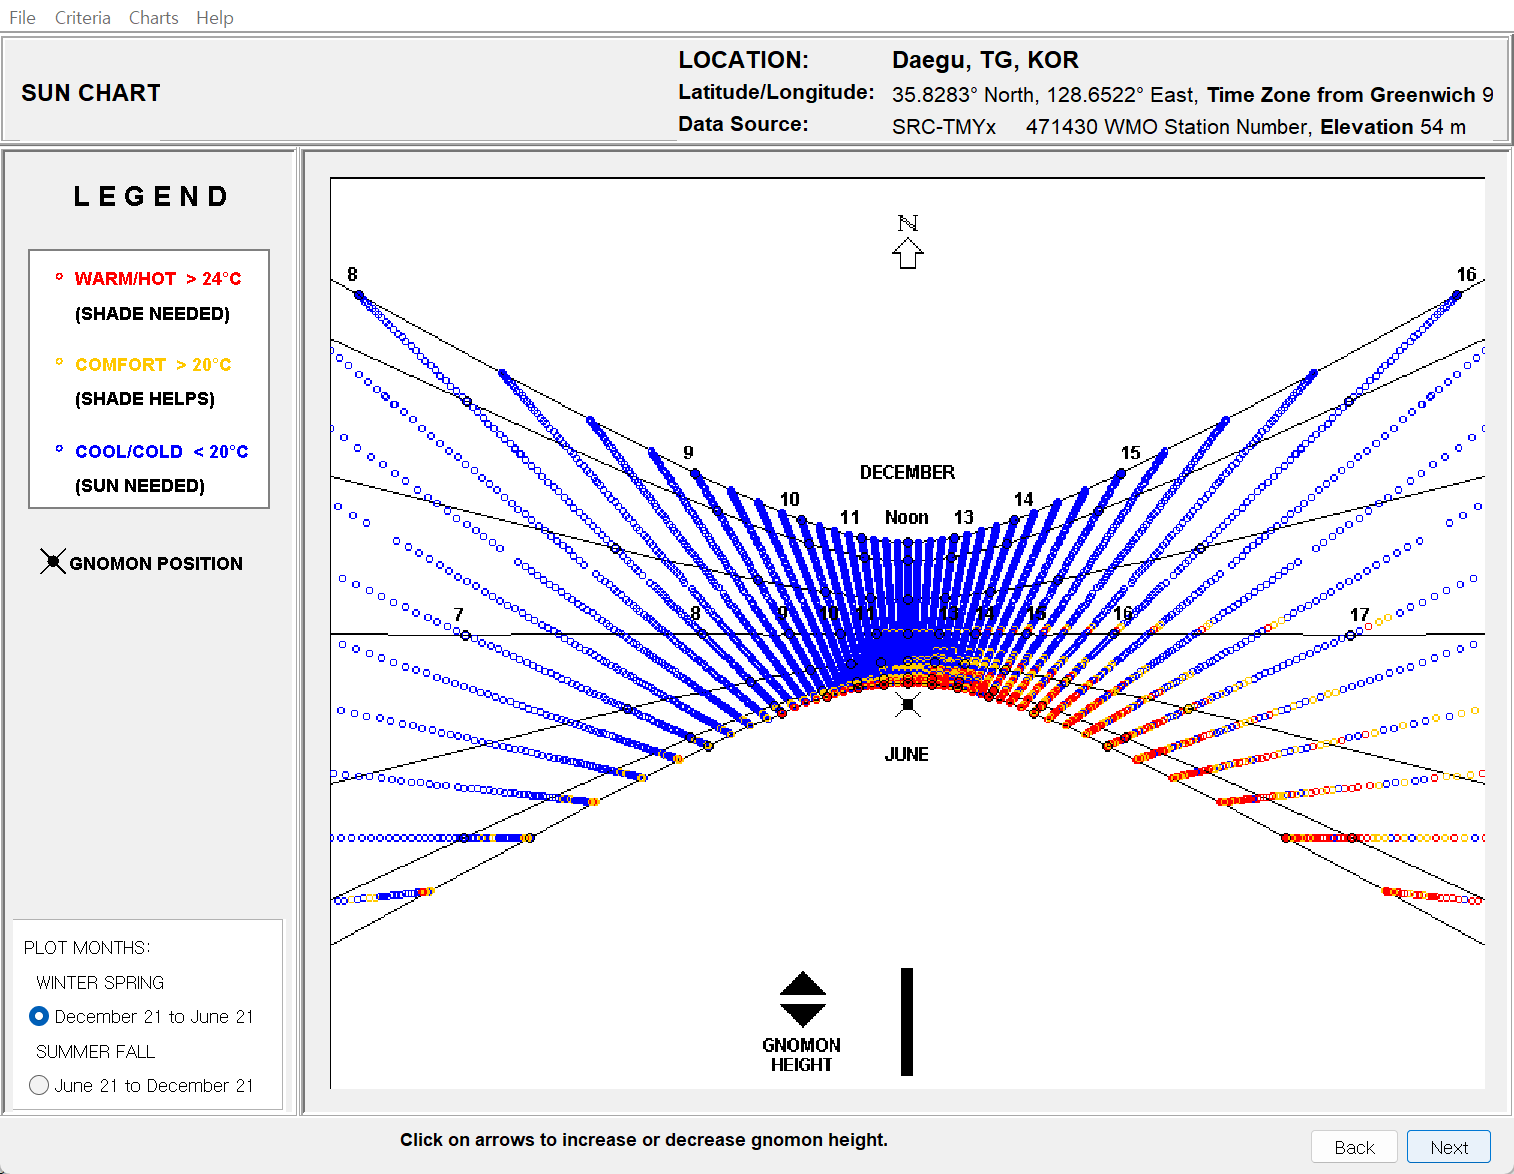 File Criteria Charts Help
SUN CHART
LOCATION: Daegu, TG, KOR
Latitude/Longitude: 35.8283° North, 128.6522° East, Time Zone from Greenwich 9
Data Source: SRC-TMYx 471430 WMO Station Number, Elevation 54 m
LEGEND
WARM/HOT > 24°C
(SHADE NEEDED)
COMFORT > 20°C
(SHADE HELPS)
COOL/COLD < 20°C
(SUN NEEDED)
GNOMON POSITION
PLOT MONTHS:
WINTER SPRING
December 21 to June 21
SUMMER FALL
June 21 to December 21
N
8 16
9 15
DECEMBER
10 14
11 Noon 13
7 8 9 10 11 13 14 15 16 17
JUNE
GNOMON
HEIGHT
Click on arrows to increase or decrease gnomon height.
Back Next